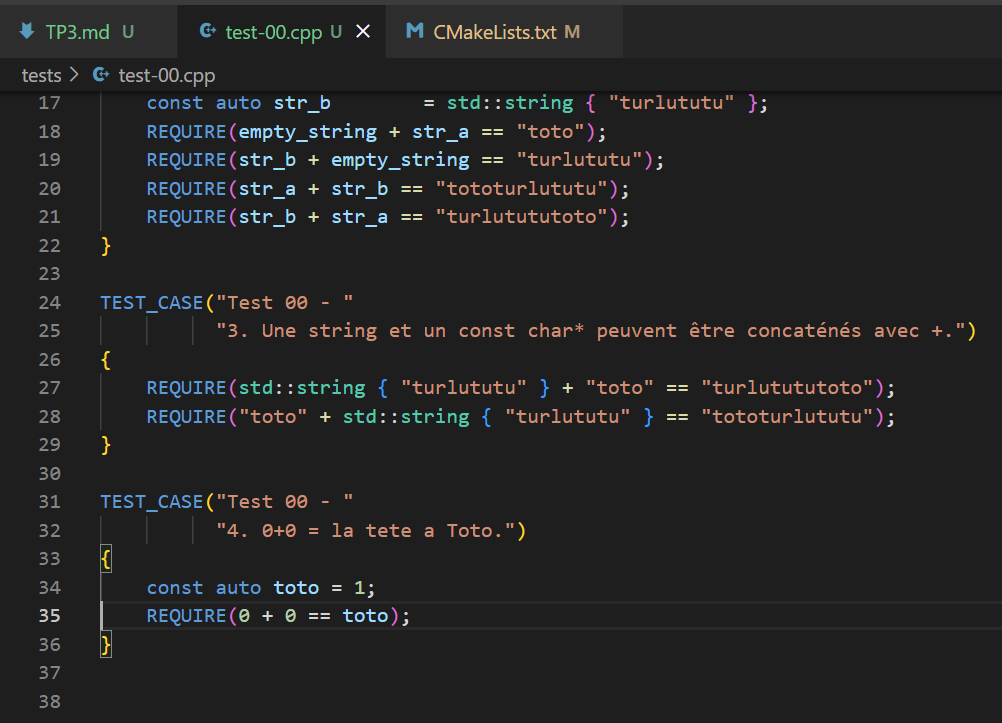 TP3.md U test-00.cpp U CMakeLists.txt M
tests > test-00.cpp
17 const auto str_b = std::string { "turlututu" };
18 REQUIRE(empty_string + str_a == "toto");
19 REQUIRE(str_b + empty_string == "turlututu");
20 REQUIRE(str_a + str_b == "tototurlututu");
21 REQUIRE(str_b + str_a == "turlutututoto");
22 }
23
24 TEST_CASE("Test 00 - "
25 "3. Une string et un const char* peuvent être concaténés avec +.")
26 {
27 REQUIRE(std::string { "turlututu" } + "toto" == "turlutututoto");
28 REQUIRE("toto" + std::string { "turlututu" } == "tototurlututu");
29 }
30
31 TEST_CASE("Test 00 - "
32 "4. 0+0 = la tete a Toto.")
33 {
34 const auto toto = 1;
35 REQUIRE(0 + 0 == toto);
36 }
37
38